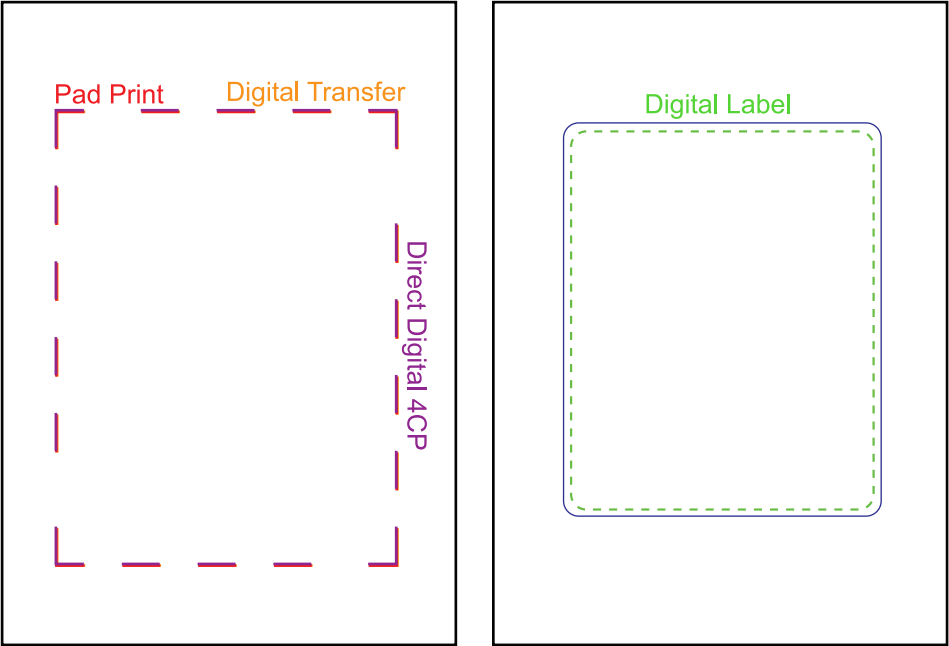 Pad Print
Digital Transfer
Direct Digital 4CP
Digital Label